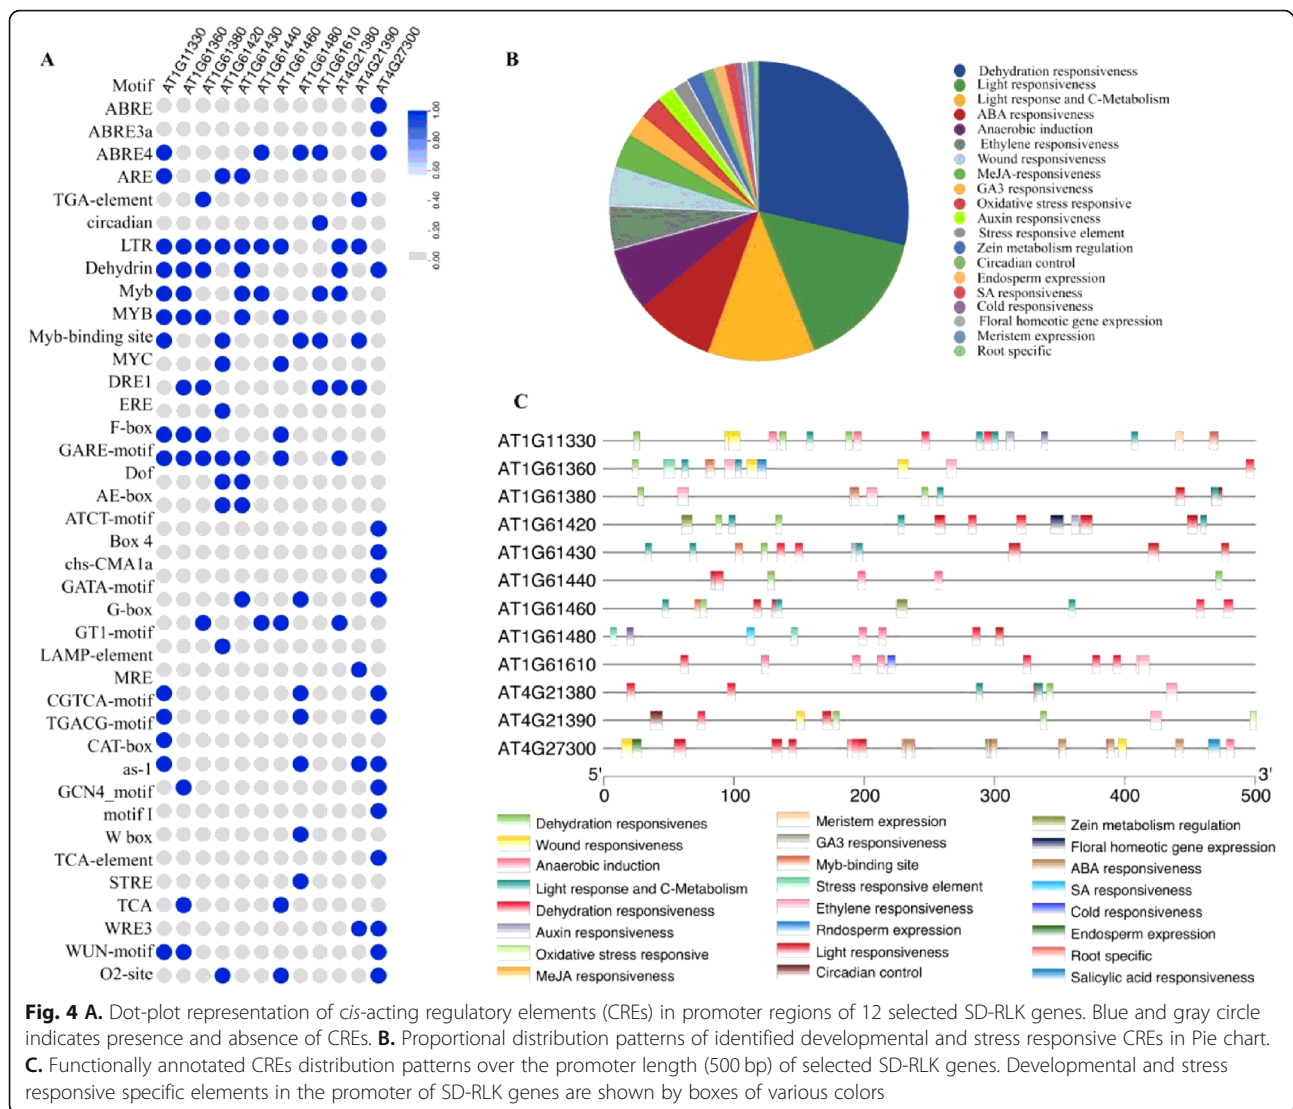 A
AT1G11330
AT1G61360
AT1G61380
AT1G61420
AT1G61430
AT1G61440
AT1G61460
AT1G61480
AT1G61610
AT4G21380
AT4G21390
AT4G27300
Motif
ABRE
ABRE3a
ABRE4
ARE
TGA-element
circadian
LTR
Dehydrin
Myb
MYB
Myb-binding site
MYC
DRE1
ERE
F-box
GARE-motif
Dof
AE-box
ATCT-motif
Box 4
chs-CMA1a
GATA-motif
G-box
GT1-motif
LAMP-element
MRE
CGTCA-motif
TGACG-motif
CAT-box
as-1
GCN4_motif
motif I
W box
TCA-element
STRE
TCA
WRE3
WUN-motif
O2-site
1.00
0.80
0.60
0.40
0.20
0.00
B
Dehydration responsiveness
Light responsiveness
Light response and C-Metabolism
ABA responsiveness
Anaerobic induction
Ethylene responsiveness
Wound responsiveness
MeJA-responsiveness
GA3 responsiveness
Oxidative stress responsive
Auxin responsiveness
Stress responsive element
Zein metabolism regulation
Circadian control
Endosperm expression
SA responsiveness
Cold responsiveness
Floral homeotic gene expression
Meristem expression
Root specific
C
AT1G11330
AT1G61360
AT1G61380
AT1G61420
AT1G61430
AT1G61440
AT1G61460
AT1G61480
AT1G61610
AT4G21380
AT4G21390
AT4G27300
5' 3'
0 100 200 300 400 500
Dehydration responsivenes
Wound responsiveness
Anaerobic induction
Light response and C-Metabolism
Dehydration responsiveness
Auxin responsiveness
Oxidative stress responsive
MeJA responsiveness
Meristem expression
GA3 responsiveness
Myb-binding site
Stress responsive element
Ethylene responsiveness
Rndosperm expression
Light responsiveness
Circadian control
Zein metabolism regulation
Floral homeotic gene expression
ABA responsiveness
SA responsiveness
Cold responsiveness
Endosperm expression
Root specific
Salicylic acid responsiveness
Fig. 4 A. Dot-plot representation of cis-acting regulatory elements (CREs) in promoter regions of 12 selected SD-RLK genes. Blue and gray circle
indicates presence and absence of CREs. B. Proportional distribution patterns of identified developmental and stress responsive CREs in Pie chart.
C. Functionally annotated CREs distribution patterns over the promoter length (500 bp) of selected SD-RLK genes. Developmental and stress
responsive specific elements in the promoter of SD-RLK genes are shown by boxes of various colors